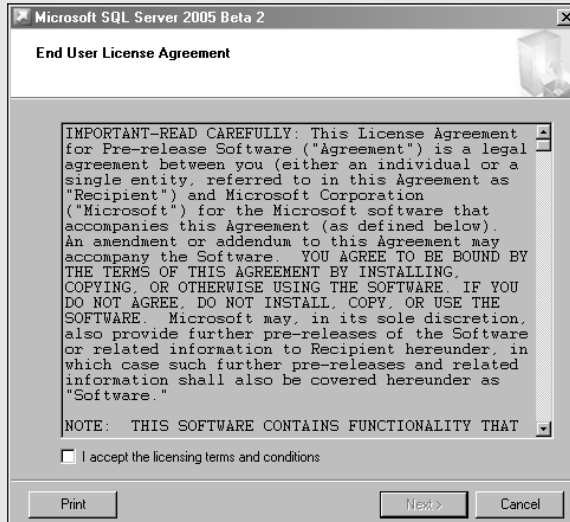 Microsoft SQL Server 2005 Beta 2
End User License Agreement
IMPORTANT-READ CAREFULLY: This License Agreement
for Pre-release Software ("Agreement") is a legal
agreement between you (either an individual or a
single entity, referred to in this Agreement as
"Recipient") and Microsoft Corporation
("Microsoft") for the Microsoft software that
accompanies this Agreement (as defined below).
An amendment or addendum to this Agreement may
accompany the Software.  YOU AGREE TO BE BOUND BY
THE TERMS OF THIS AGREEMENT BY INSTALLING,
COPYING, OR OTHERWISE USING THE SOFTWARE. IF YOU
DO NOT AGREE, DO NOT INSTALL, COPY, OR USE THE
SOFTWARE.  Microsoft may, in its sole discretion,
also provide further pre-releases of the Software
or related information to Recipient hereunder, in
which case such further pre-releases and related
information shall also be covered hereunder as
"Software."
NOTE:  THIS SOFTWARE CONTAINS FUNCTIONALITY THAT
I accept the licensing terms and conditions
Print
Next >
Cancel